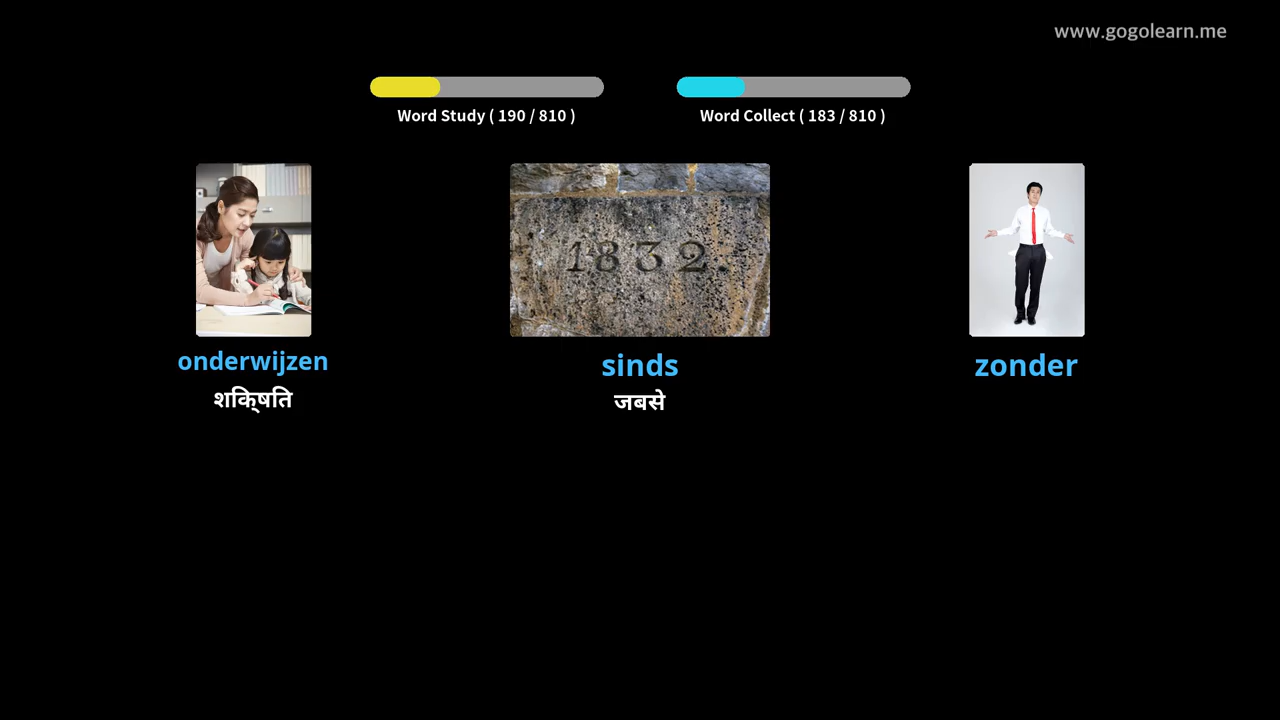 www.gogolearn.me
Word Study ( 190 / 810 )
Word Collect ( 183 / 810 )
1832.
onderwijzen
sinds
zonder
शक्षिति
जबसे